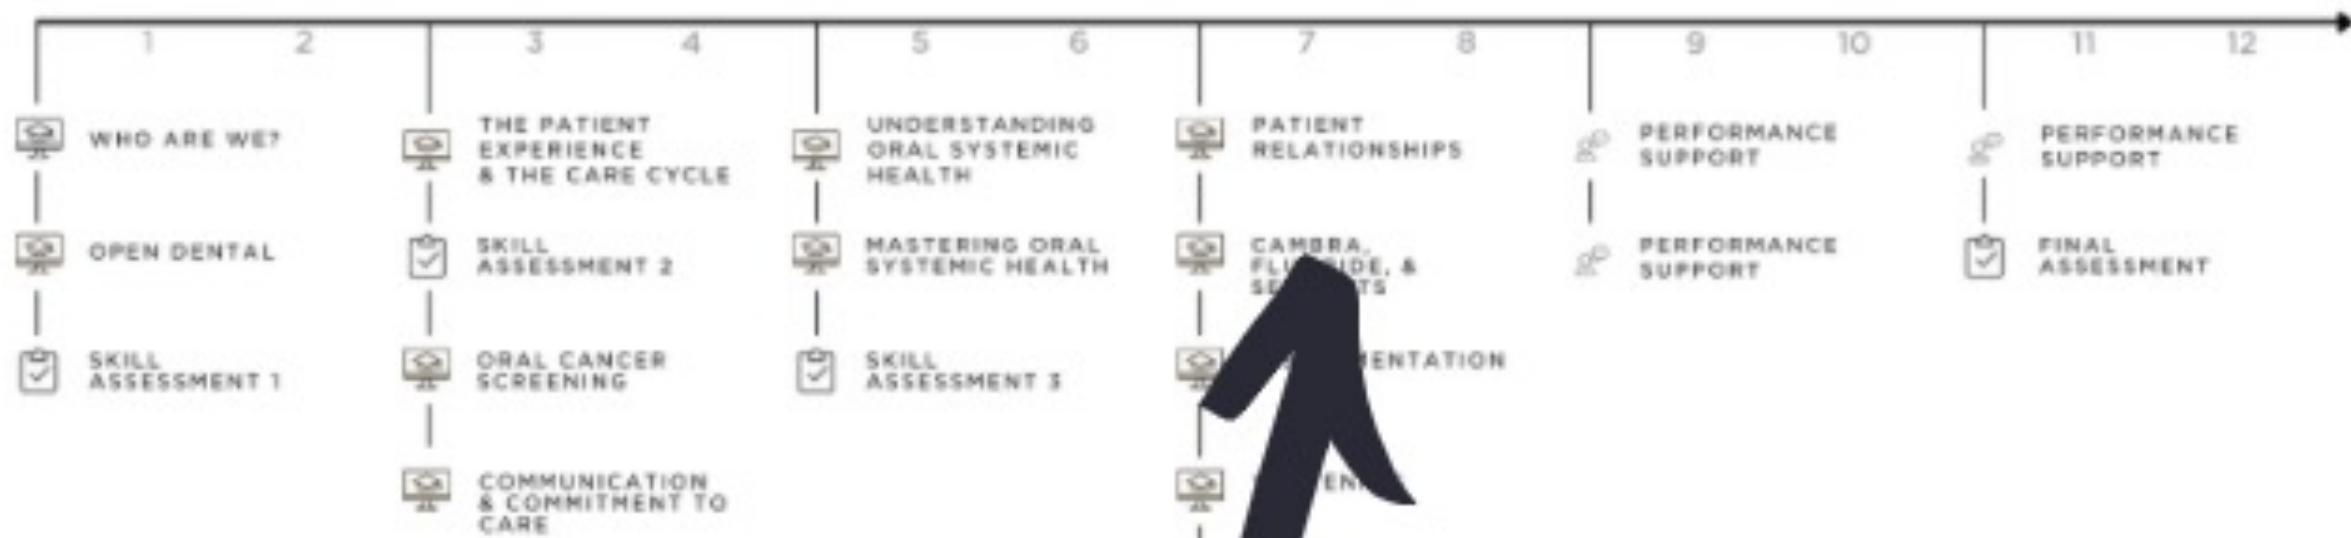 1 2 3 4 5 6 7 8 9 10 11 12
WHO ARE WE?
OPEN DENTAL
SKILL
ASSESSMENT 1
THE PATIENT
EXPERIENCE
& THE CARE CYCLE
SKILL
ASSESSMENT 2
ORAL CANCER
SCREENING
COMMUNICATION
& COMMITMENT TO
CARE
UNDERSTANDING
ORAL SYSTEMIC
HEALTH
MASTERING ORAL
SYSTEMIC HEALTH
SKILL
ASSESSMENT 3
PATIENT
RELATIONSHIPS
CAMBRA,
&
PERFORMANCE
SUPPORT
PERFORMANCE
SUPPORT
PERFORMANCE
SUPPORT
FINAL
ASSESSMENT